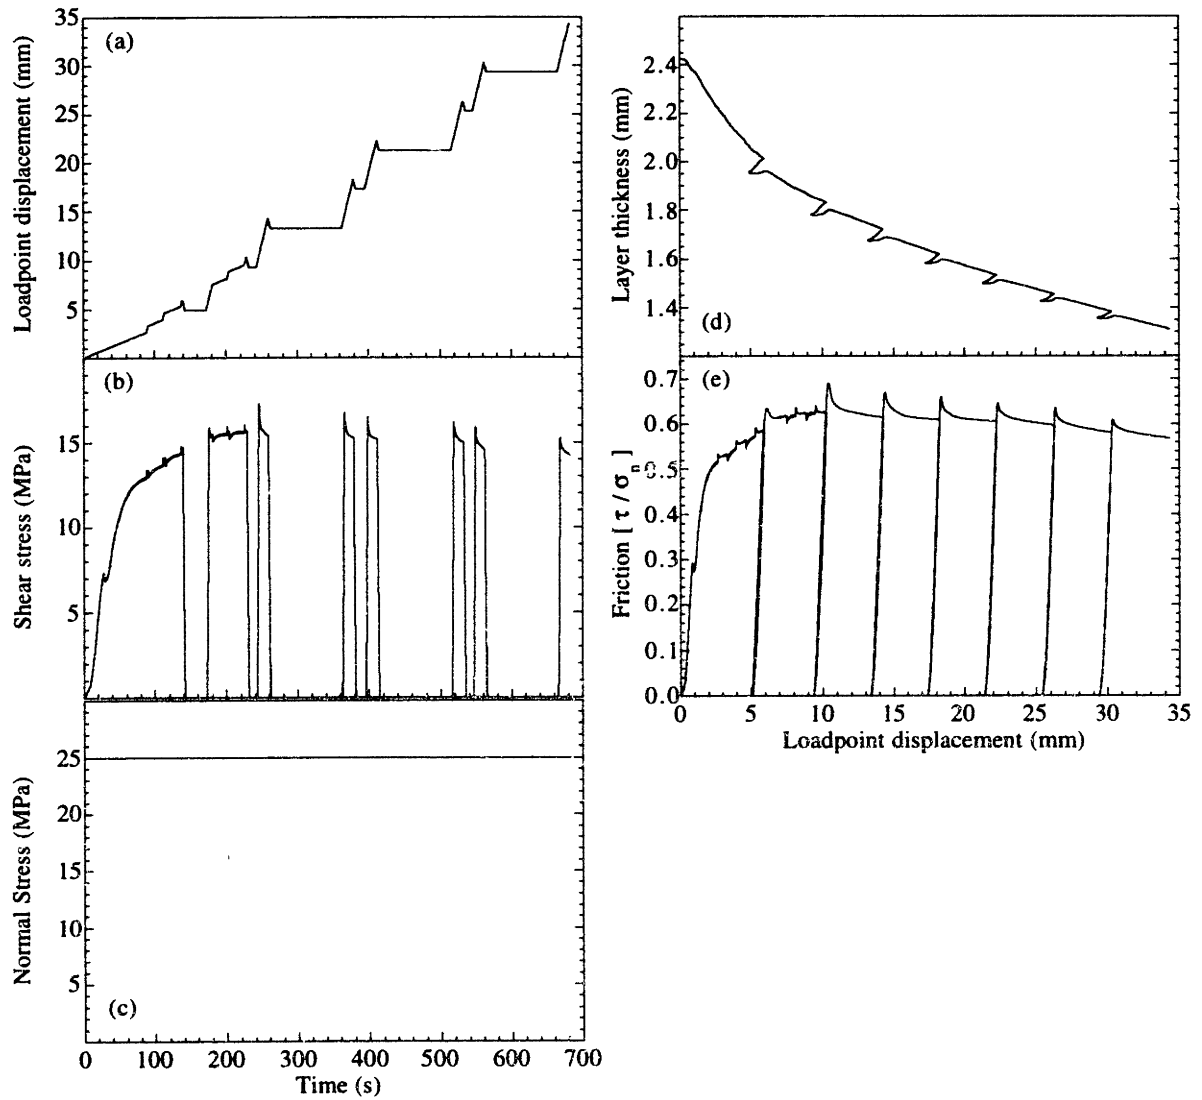 35
30
25
20
15
10
5
Loadpoint displacement (mm)
(a)
15
10
5
Shear stress (MPa)
(b)
25
20
15
10
5
Normal Stress (MPa)
(c)
0 100 200 300 400 500 600 700
Time (s)
2.4
2.2
2.0
1.8
1.6
1.4
Layer thickness (mm)
(d)
0.7
0.6
0.5
0.4
0.3
0.2
0.1
0.0
Friction [ τ / σn ]
(e)
0 5 10 15 20 25 30 35
Loadpoint displacement (mm)